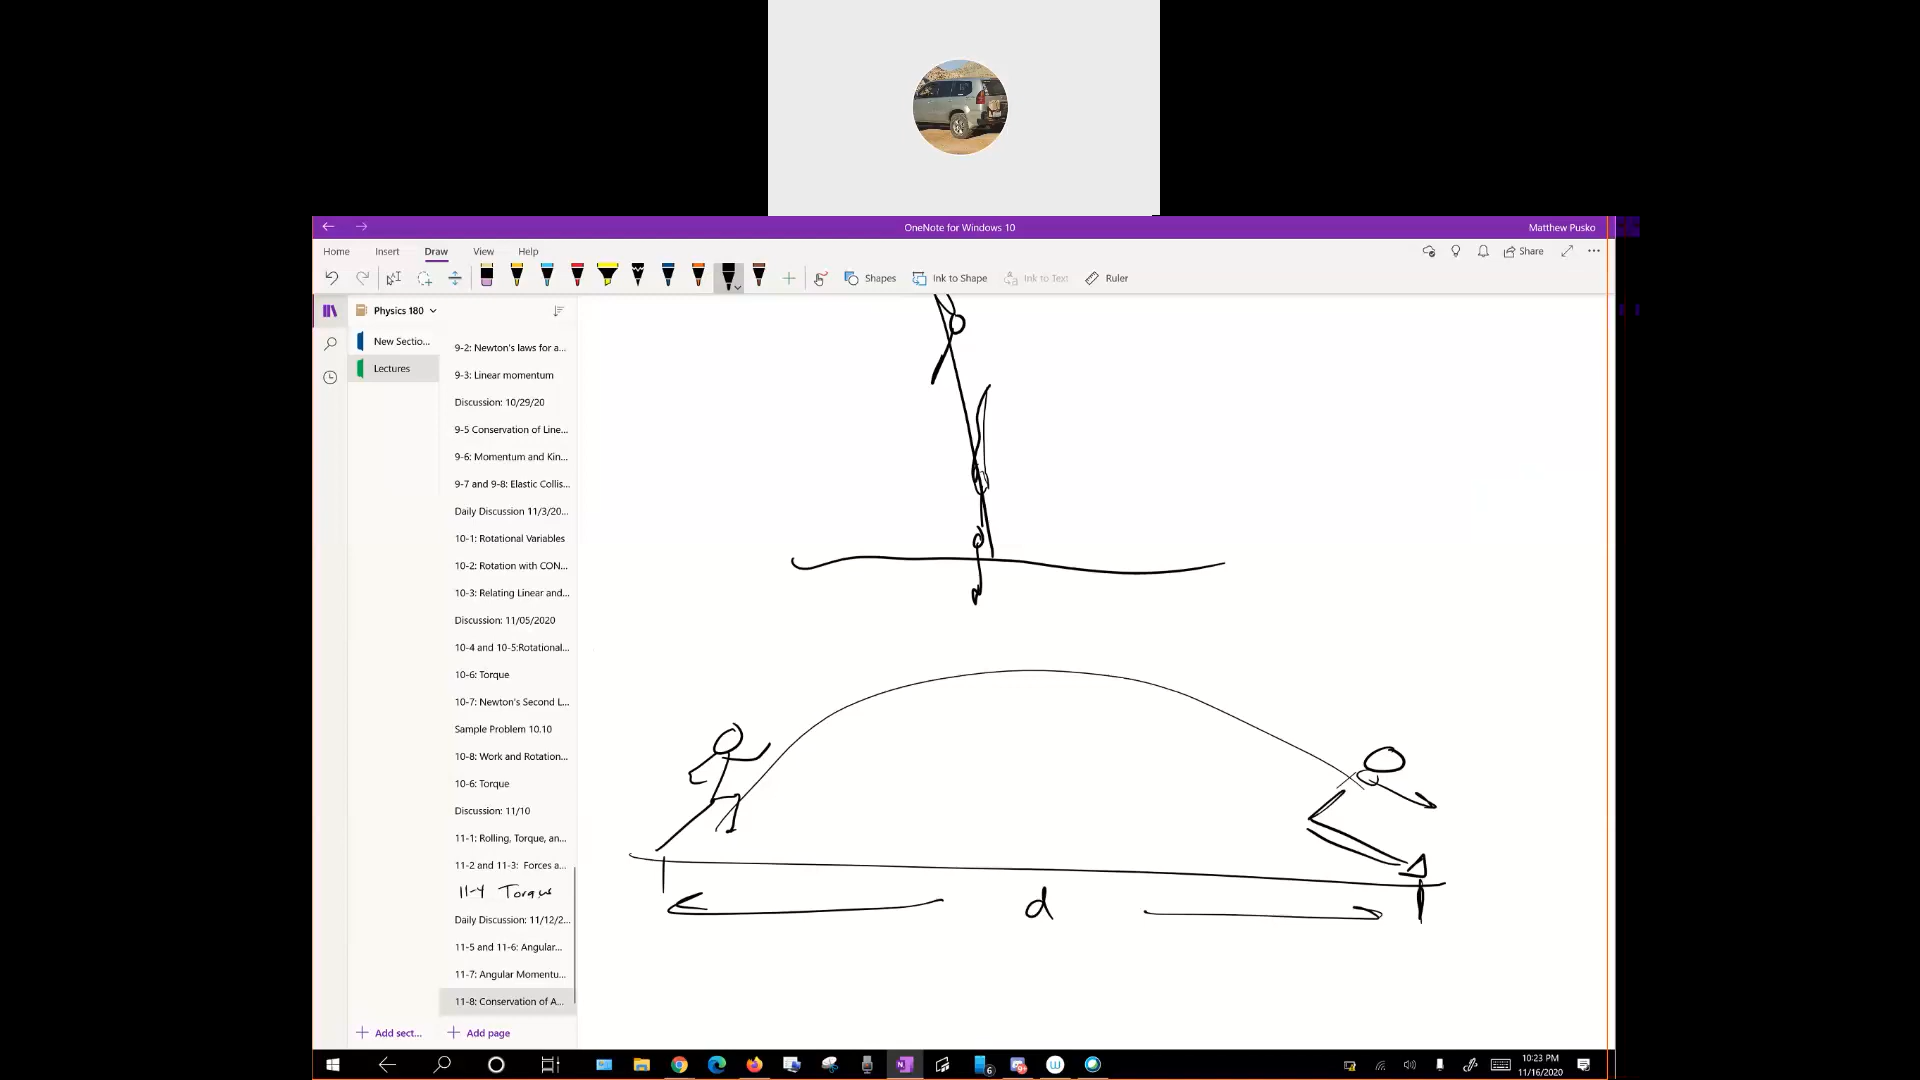 OneNote for Windows 10
Matthew Pusko
Home Insert Draw View Help
Share
Shapes Ink to Shape Ink to Text Ruler
Physics 180
New Sectio...
Lectures
9-2: Newton's laws for a...
9-3: Linear momentum
Discussion: 10/29/20
9-5 Conservation of Line...
9-6: Momentum and Kin...
9-7 and 9-8: Elastic Collis...
Daily Discussion 11/3/20...
10-1: Rotational Variables
10-2: Rotation with CON...
10-3: Relating Linear and...
Discussion: 11/05/2020
10-4 and 10-5:Rotational...
10-6: Torque
10-7: Newton's Second L...
Sample Problem 10.10
10-8: Work and Rotation...
10-6: Torque
Discussion: 11/10
11-1: Rolling, Torque, an...
11-2 and 11-3: Forces a...
11-4 Torque
Daily Discussion: 11/12/2...
11-5 and 11-6: Angular...
11-7: Angular Momentu...
11-8: Conservation of A...
d
Add sect...
Add page
6
10:23 PM
11/16/2020